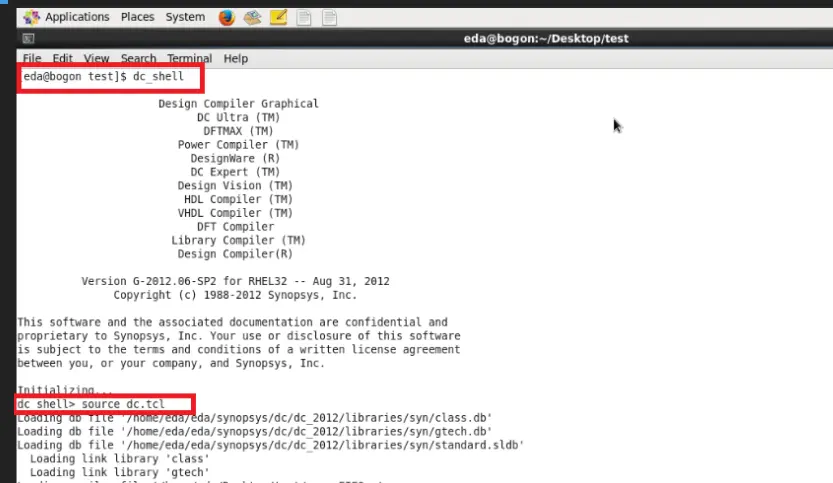 Applications Places System
eda@bogon:~/Desktop/test
File Edit View Search Terminal Help
eda@bogon test]$ dc_shell
Design Compiler Graphical
DC Ultra (TM)
DFTMAX (TM)
Power Compiler (TM)
DesignWare (R)
DC Expert (TM)
Design Vision (TM)
HDL Compiler (TM)
VHDL Compiler (TM)
DFT Compiler
Library Compiler (TM)
Design Compiler(R)
Version G-2012.06-SP2 for RHEL32 -- Aug 31, 2012
Copyright (c) 1988-2012 Synopsys, Inc.
This software and the associated documentation are confidential and
proprietary to Synopsys, Inc. Your use or disclosure of this software
is subject to the terms and conditions of a written license agreement
between you, or your company, and Synopsys, Inc.
Initializing...
dc_shell> source dc.tcl
Loading db file '/home/eda/eda/synopsys/dc/dc_2012/libraries/syn/class.db'
Loading db file '/home/eda/eda/synopsys/dc/dc_2012/libraries/syn/gtech.db'
Loading db file '/home/eda/eda/synopsys/dc/dc_2012/libraries/syn/standard.sldb'
Loading link library 'class'
Loading link library 'gtech'